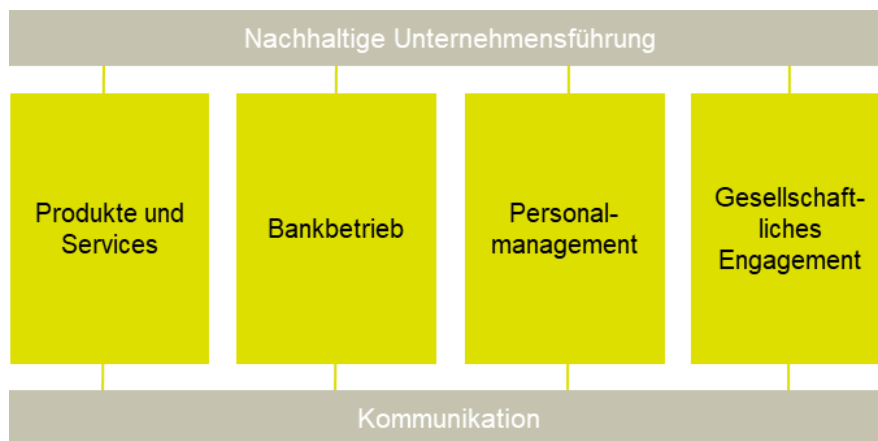 Nachhaltige Unternehmensführung
Produkte und
Services
Bankbetrieb
Personal-
management
Gesellschaft-
liches
Engagement
Kommunikation